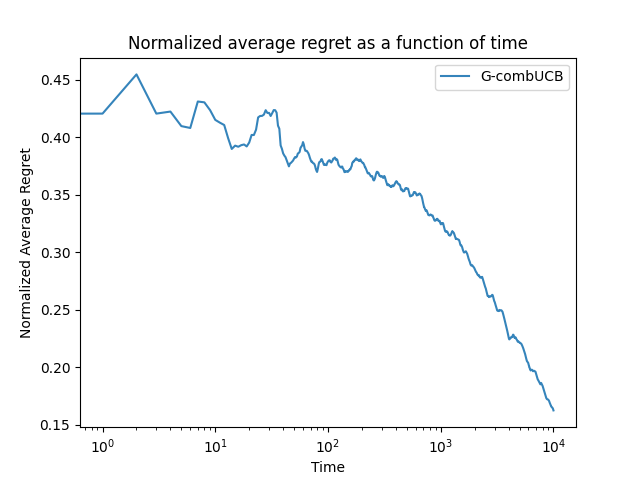 Normalized average regret as a function of time
G-combUCB
Normalized Average Regret
0.45
0.40
0.35
0.30
0.25
0.20
0.15
10⁰ 10¹ 10² 10³ 10⁴
Time